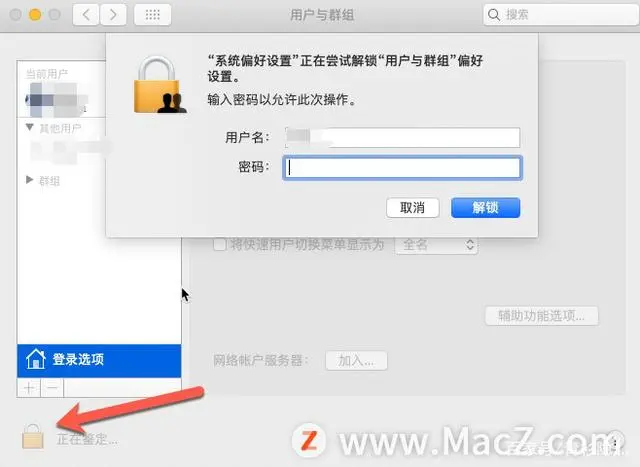 用户与群组
搜索
当前用户
其他用户
群组
"系统偏好设置"正在尝试解锁"用户与群组"偏好
设置。
输入密码以允许此次操作。
用户名：
密码：
取消
解锁
将快速用户切换菜单显示为
全名
辅助功能选项...
登录选项
网络帐户服务器：
加入...
正在鉴定...
Z www.MacZ.com
百家号